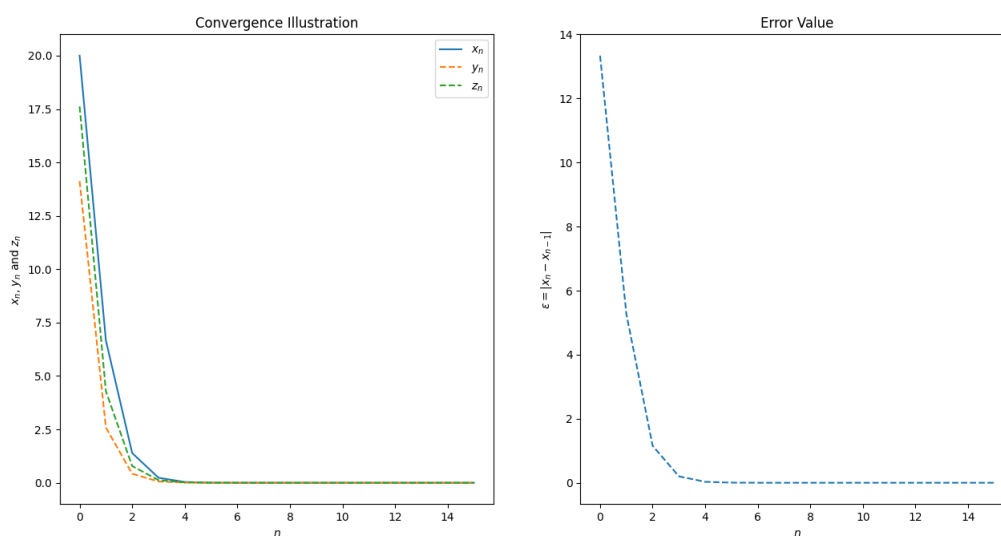 Convergence Illustration
x_n, y_n and z_n
20.0
17.5
15.0
12.5
10.0
7.5
5.0
2.5
0.0
x_n
y_n
z_n
0 2 4 6 8 10 12 14
n
Error Value
ε = |x_n − x_{n−1}|
14
12
10
8
6
4
2
0
0 2 4 6 8 10 12 14
n